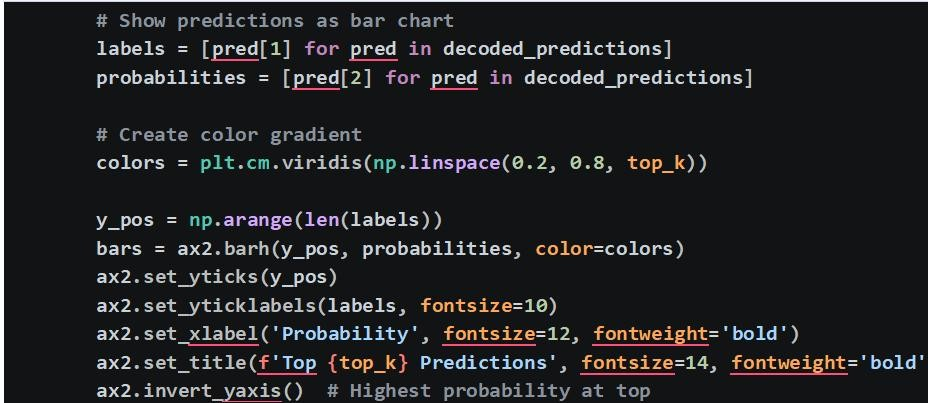 # Show predictions as bar chart
labels = [pred[1] for pred in decoded_predictions]
probabilities = [pred[2] for pred in decoded_predictions]
# Create color gradient
colors = plt.cm.viridis(np.linspace(0.2, 0.8, top_k))
y_pos = np.arange(len(labels))
bars = ax2.barh(y_pos, probabilities, color=colors)
ax2.set_yticks(y_pos)
ax2.set_yticklabels(labels, fontsize=10)
ax2.set_xlabel('Probability', fontsize=12, fontweight='bold')
ax2.set_title(f'Top {top_k} Predictions', fontsize=14, fontweight='bold'
ax2.invert_yaxis()  # Highest probability at top